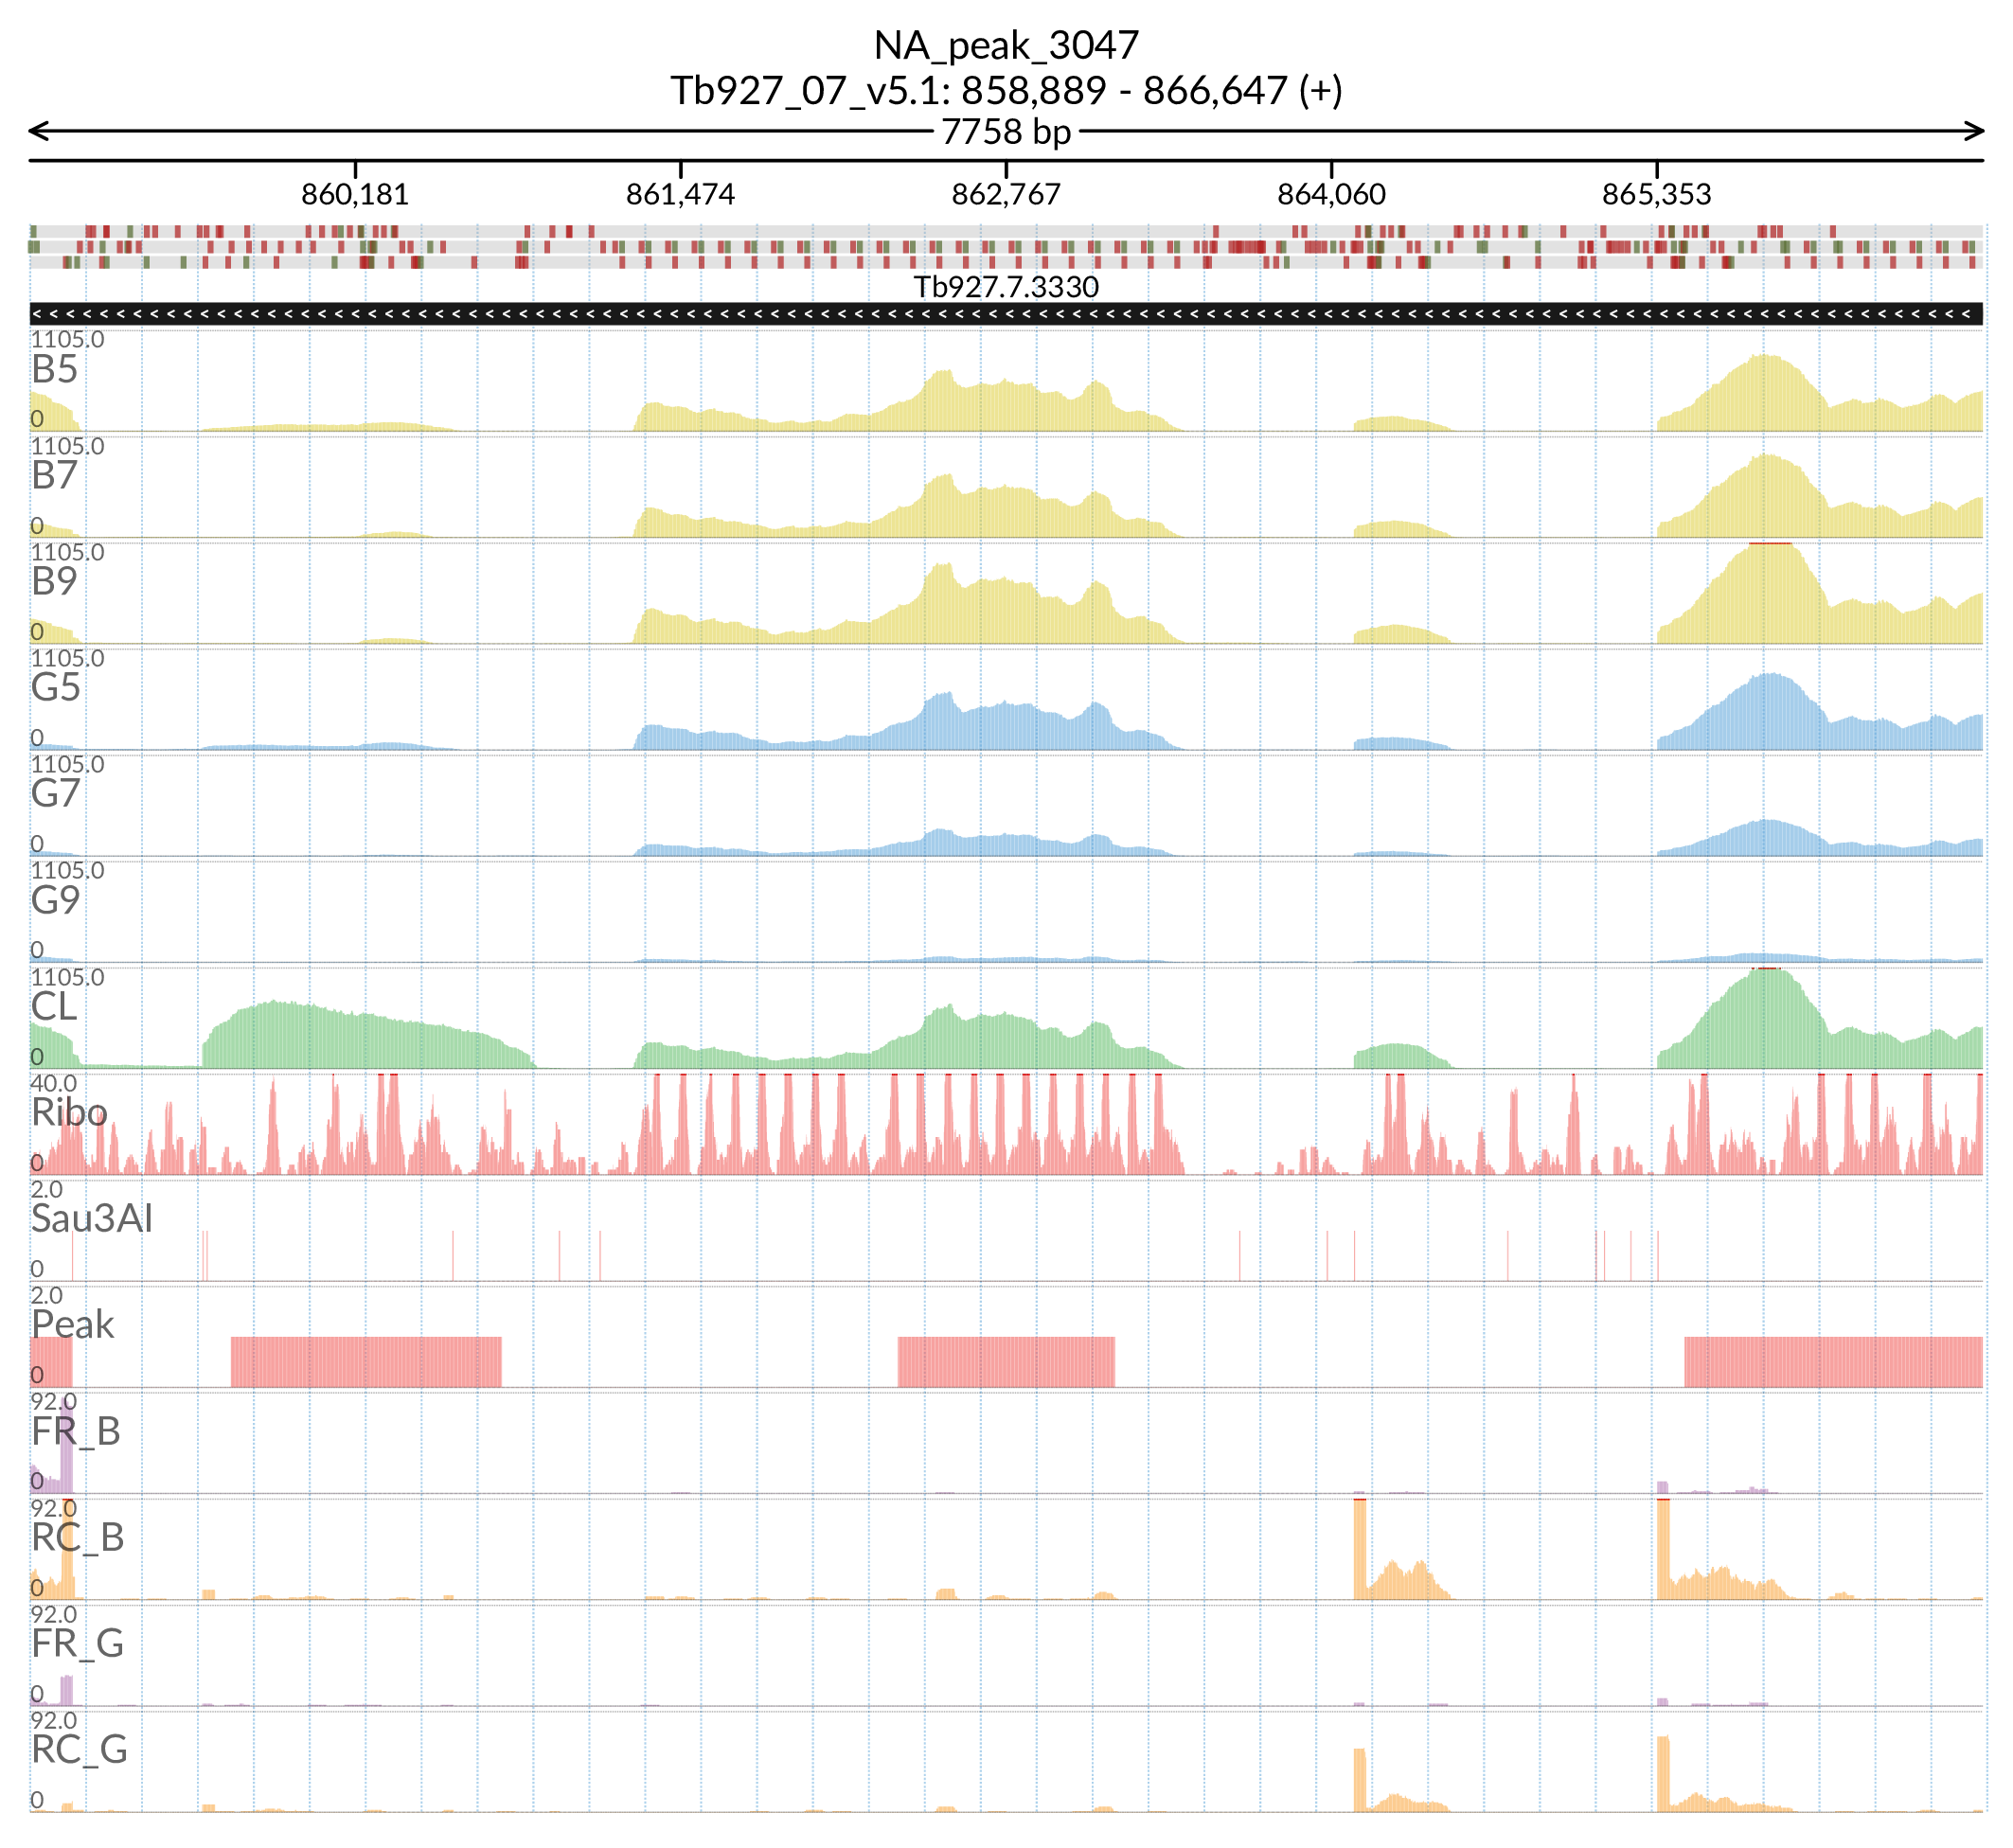 NA_peak_3047
Tb927_07_v5.1: 858,889 - 866,647 (+)
7758 bp
860,181 861,474 862,767 864,060 865,353
Tb927.7.3330
1105.0
B5
0
1105.0
B7
0
1105.0
B9
0
1105.0
G5
0
1105.0
G7
0
1105.0
G9
0
1105.0
CL
0
40.0
Ribo
0
2.0
Sau3AI
0
2.0
Peak
0
92.0
FR_B
0
92.0
RC_B
0
92.0
FR_G
0
92.0
RC_G
0